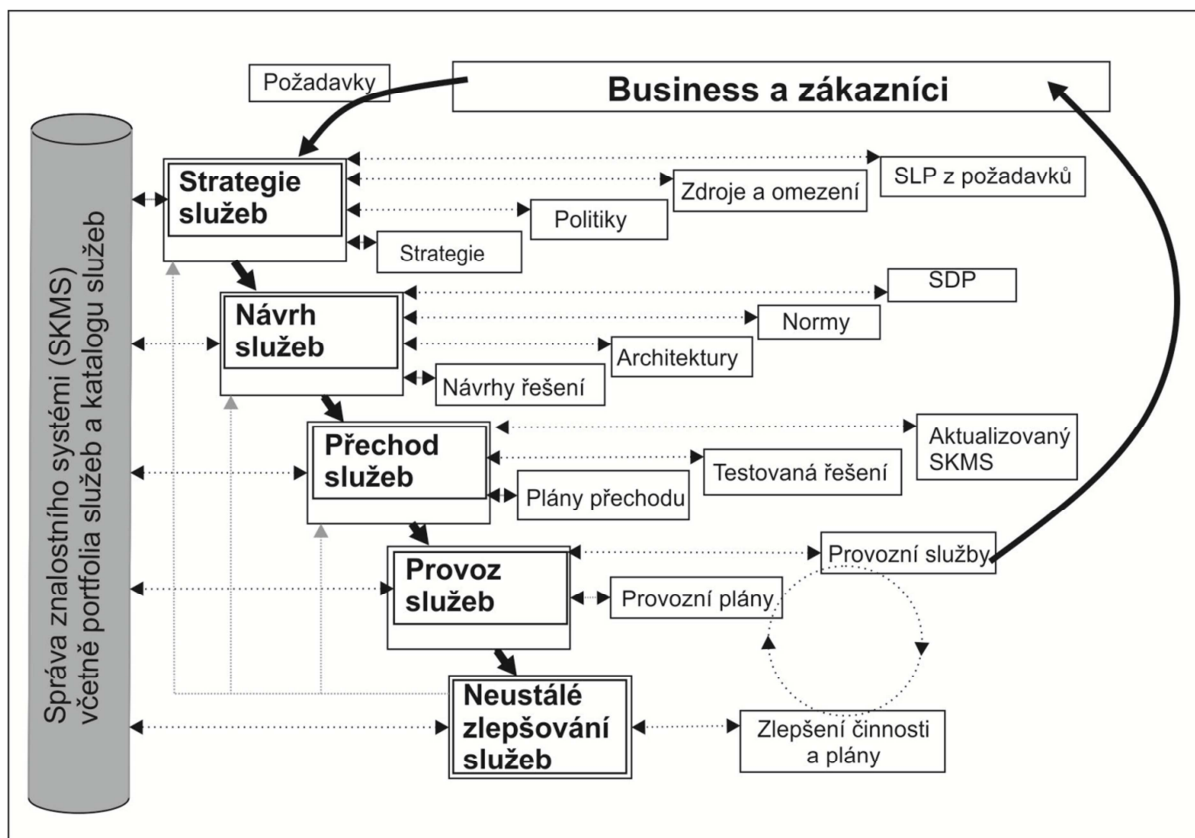 Požadavky
Business a zákazníci
Správa znalostního systémi (SKMS)
včetně portfolia služeb a katalogu služeb
Strategie
služeb
SLP z požadavků
Zdroje a omezení
Politiky
Strategie
Návrh
služeb
SDP
Normy
Architektury
Návrhy řešení
Přechod
služeb
Aktualizovaný
SKMS
Testovaná řešení
Plány přechodu
Provoz
služeb
Provozní služby
Provozní plány
Neustálé
zlepšování
služeb
Zlepšení činnosti
a plány